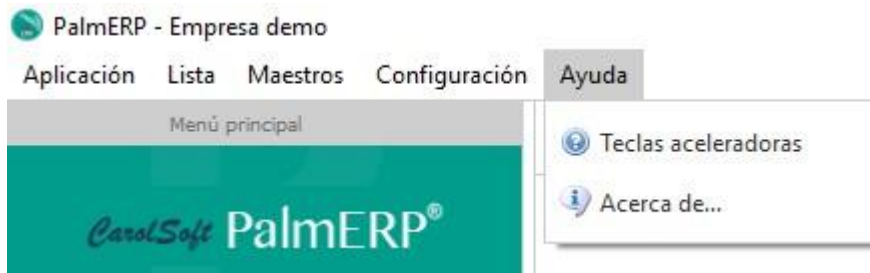 PalmERP - Empresa demo
Aplicación Lista Maestros Configuración Ayuda
Menú principal
Teclas aceleradoras
Acerca de...
CarolSoft PalmERP®